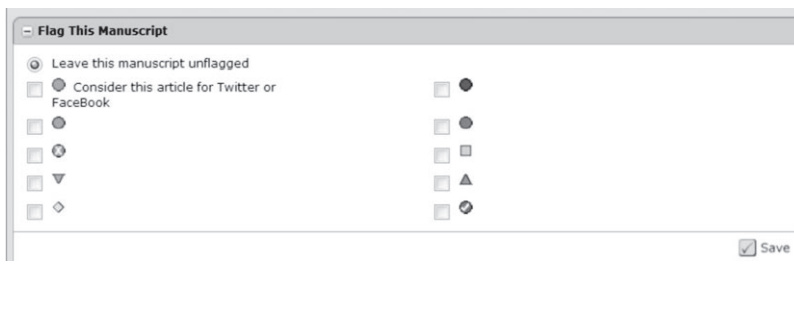 Flag This Manuscript
Leave this manuscript unflagged
Consider this article for Twitter or
FaceBook
Save